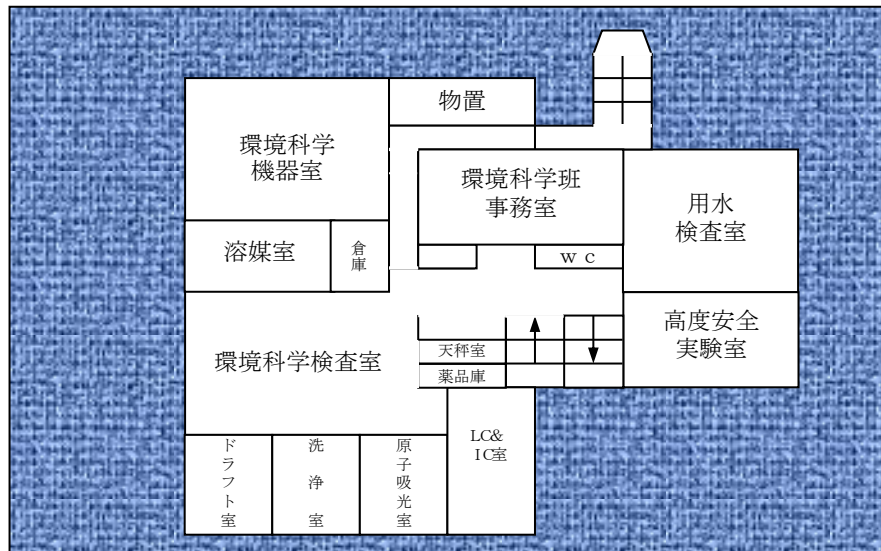 物置
環境科学
機器室
環境科学班
事務室
用水
検査室
溶媒室
倉庫
ＷＣ
高度安全
実験室
環境科学検査室
天秤室
薬品庫
LC&
IC室
ドラフト室
洗浄室
原子吸光室